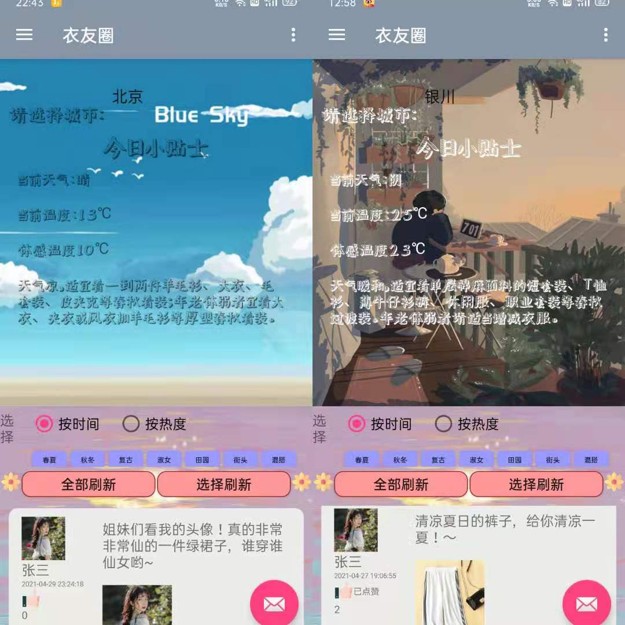 22:43
衣友圈
北京
请选择城市:
Blue Sky
今日小贴士
当前天气:晴
当前温度:13℃
体感温度10℃
天气凉,适宜着一到两件羊毛衫、大衣、毛
套装、皮夹克等春秋着装;年老体弱者宜着大
衣、夹衣或风衣加羊毛衫等厚型春秋着装。
选择
按时间
按热度
春夏 秋冬 复古 淑女 田园 街头 混搭
全部刷新
选择刷新
姐妹们看我的头像！真的非常
非常仙的一件绿裙子，谁穿谁
仙女哟~
张三
2021-04-29 23:24:18
0
12:58
衣友圈
银川
请选择城市:
今日小贴士
当前天气:阴
当前温度:25℃
体感温度23℃
701
天气暖和,适宜着单层棉麻面料的短套装、T恤
衫、薄牛仔衫裤、休闲服、职业套装等春秋
过渡装。年老体弱者请适当增减衣服。
选择
按时间
按热度
春夏 秋冬 复古 淑女 田园 街头 混搭
全部刷新
选择刷新
清凉夏日的裤子，给你清凉一
夏！～
张三
2021-04-27 19:06:55
已点赞
2